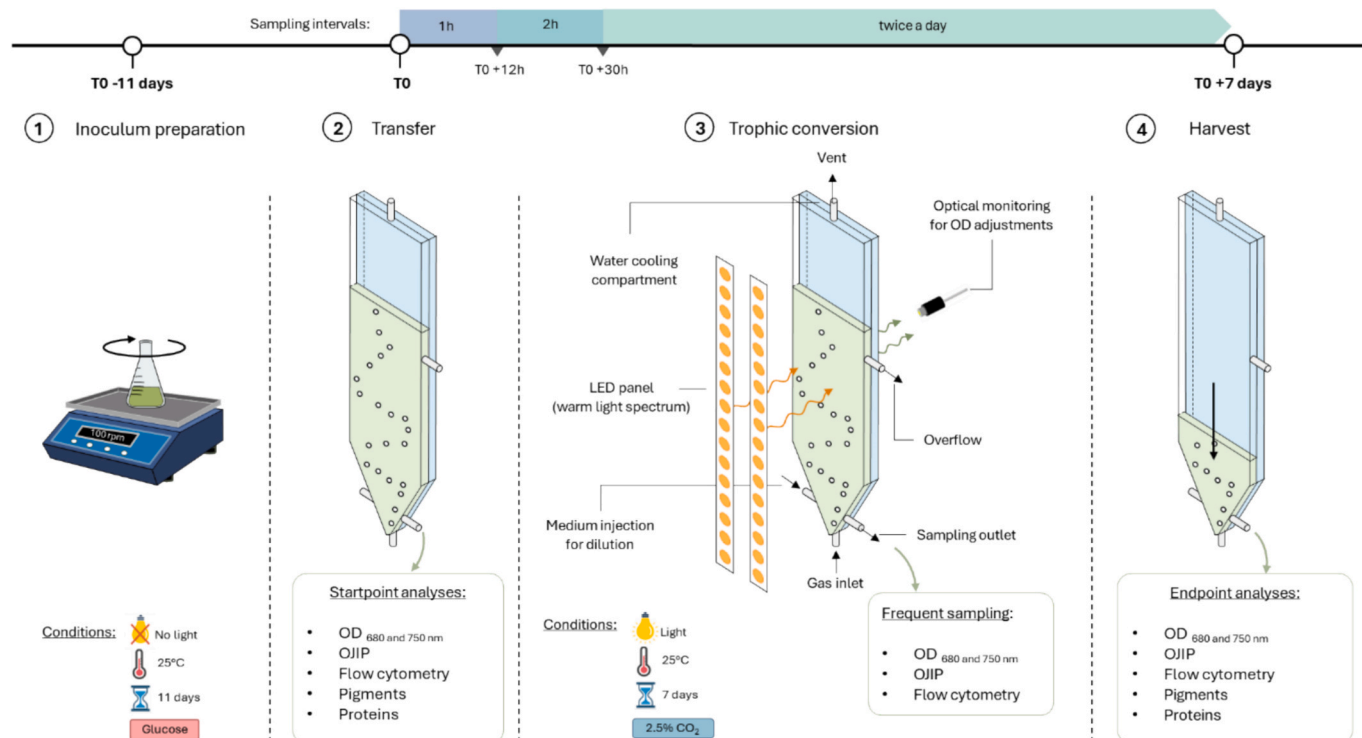 Sampling intervals:
1h
2h
twice a day
T0 -11 days
T0
T0 +12h
T0 +30h
T0 +7 days
1 Inoculum preparation
2 Transfer
3 Trophic conversion
4 Harvest
100 rpm
Vent
Water cooling
compartment
Optical monitoring
for OD adjustments
LED panel
(warm light spectrum)
Overflow
Medium injection
for dilution
Sampling outlet
Gas inlet
Conditions:
No light
25°C
11 days
Glucose
Startpoint analyses:
• OD 680 and 750 nm
• OJIP
• Flow cytometry
• Pigments
• Proteins
Conditions:
Light
25°C
7 days
2.5% CO₂
Frequent sampling:
• OD 680 and 750 nm
• OJIP
• Flow cytometry
Endpoint analyses:
• OD 680 and 750 nm
• OJIP
• Flow cytometry
• Pigments
• Proteins